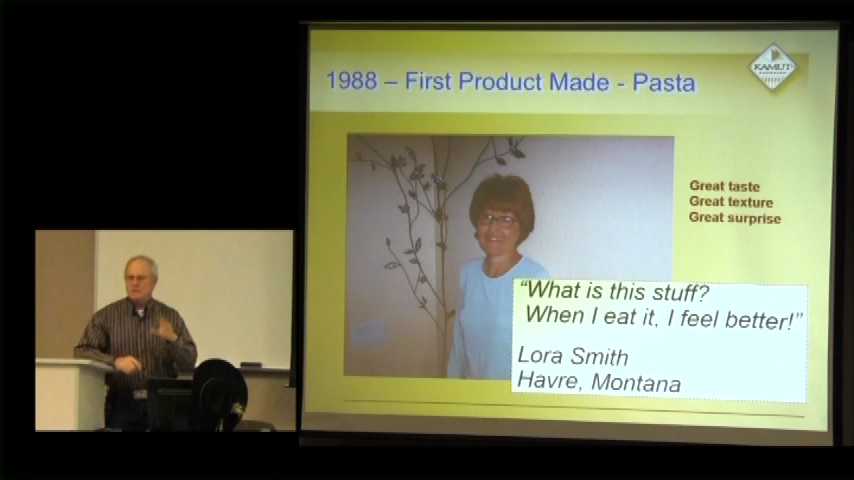 1988 – First Product Made - Pasta
KAMUT
Great taste
Great texture
Great surprise
“What is this stuff?
When I eat it, I feel better!”
Lora Smith
Havre, Montana